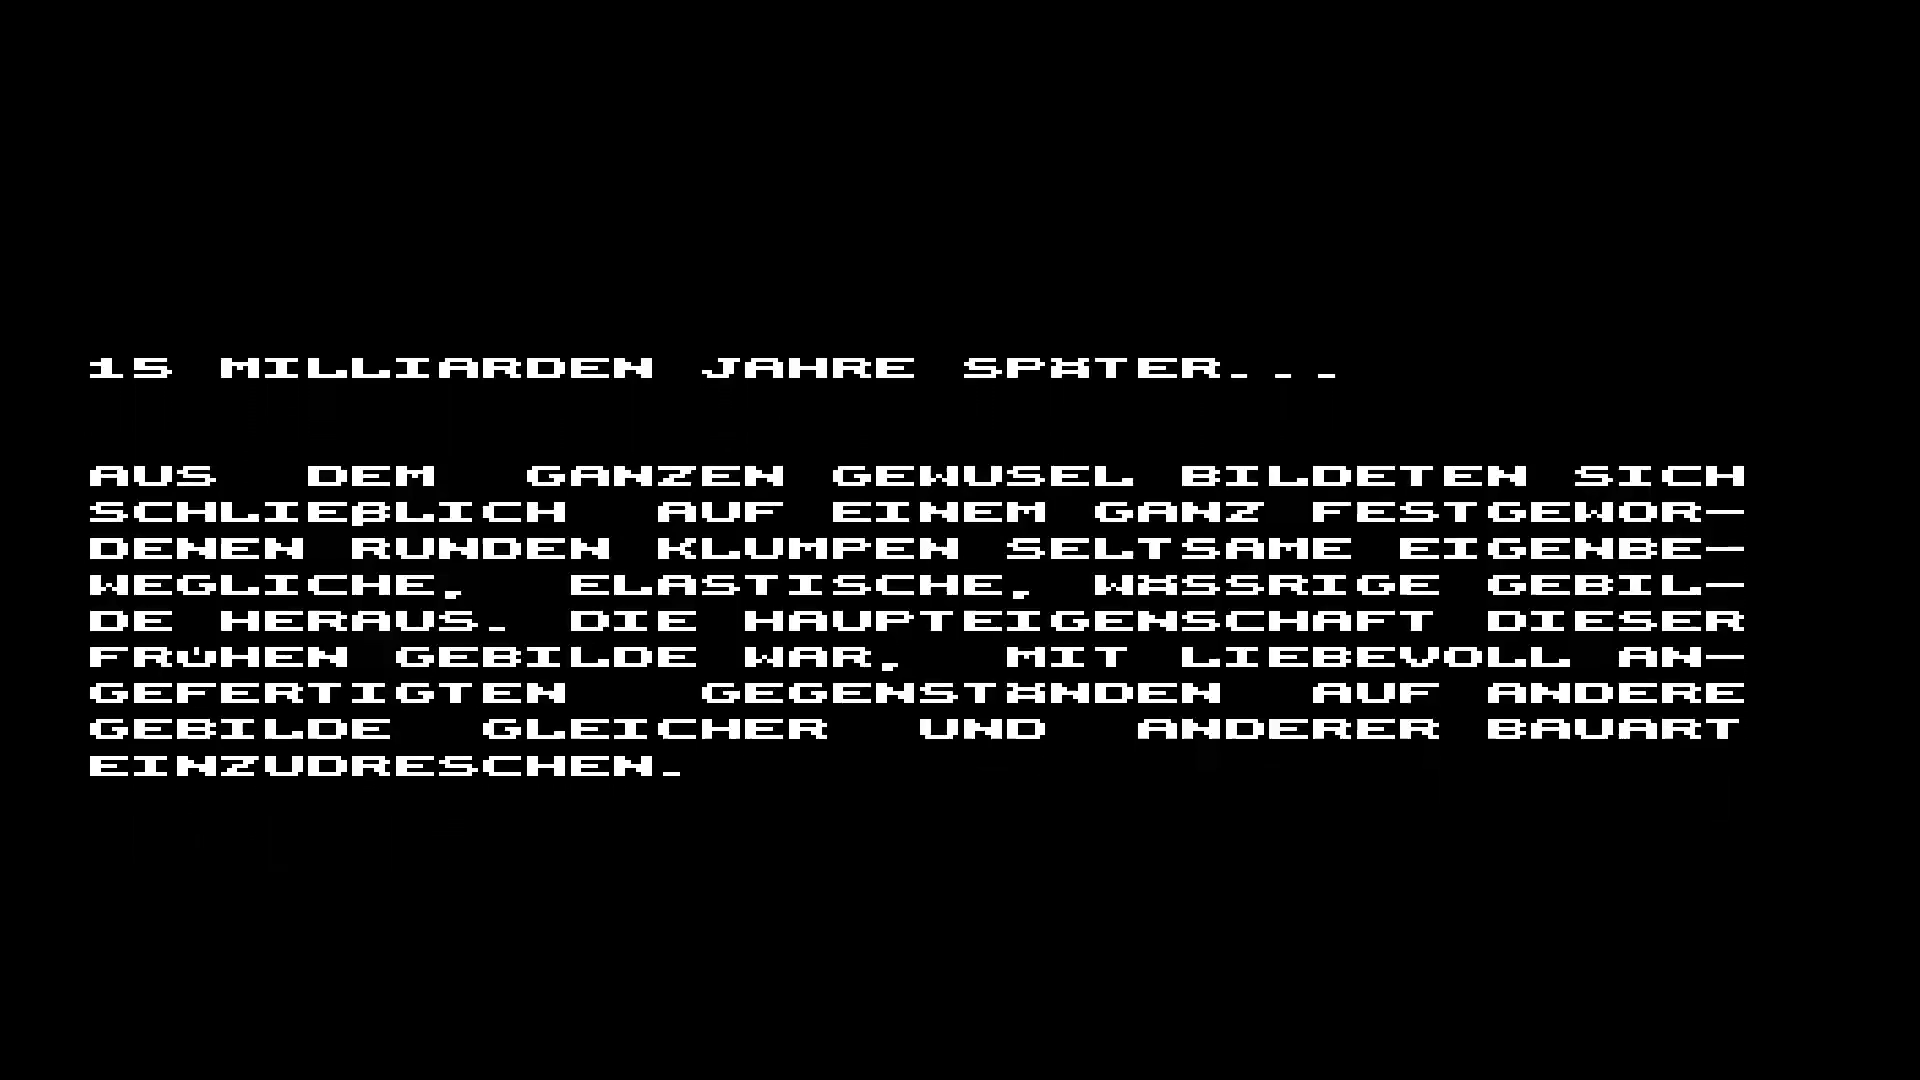 15 MILLIARDEN JAHRE SPÄTER...
AUS DEM GANZEN GEWUSEL BILDETEN SICH
SCHLIEßLICH AUF EINEM GANZ FESTGEWOR-
DENEN RUNDEN KLUMPEN SELTSAME EIGENBE-
WEGLICHE, ELASTISCHE, WÄSSRIGE GEBIL-
DE HERAUS. DIE HAUPTEIGENSCHAFT DIESER
FRÜHEN GEBILDE WAR, MIT LIEBEVOLL AN-
GEFERTIGTEN GEGENSTÄNDEN AUF ANDERE
GEBILDE GLEICHER UND ANDERER BAUART
EINZUDRESCHEN.